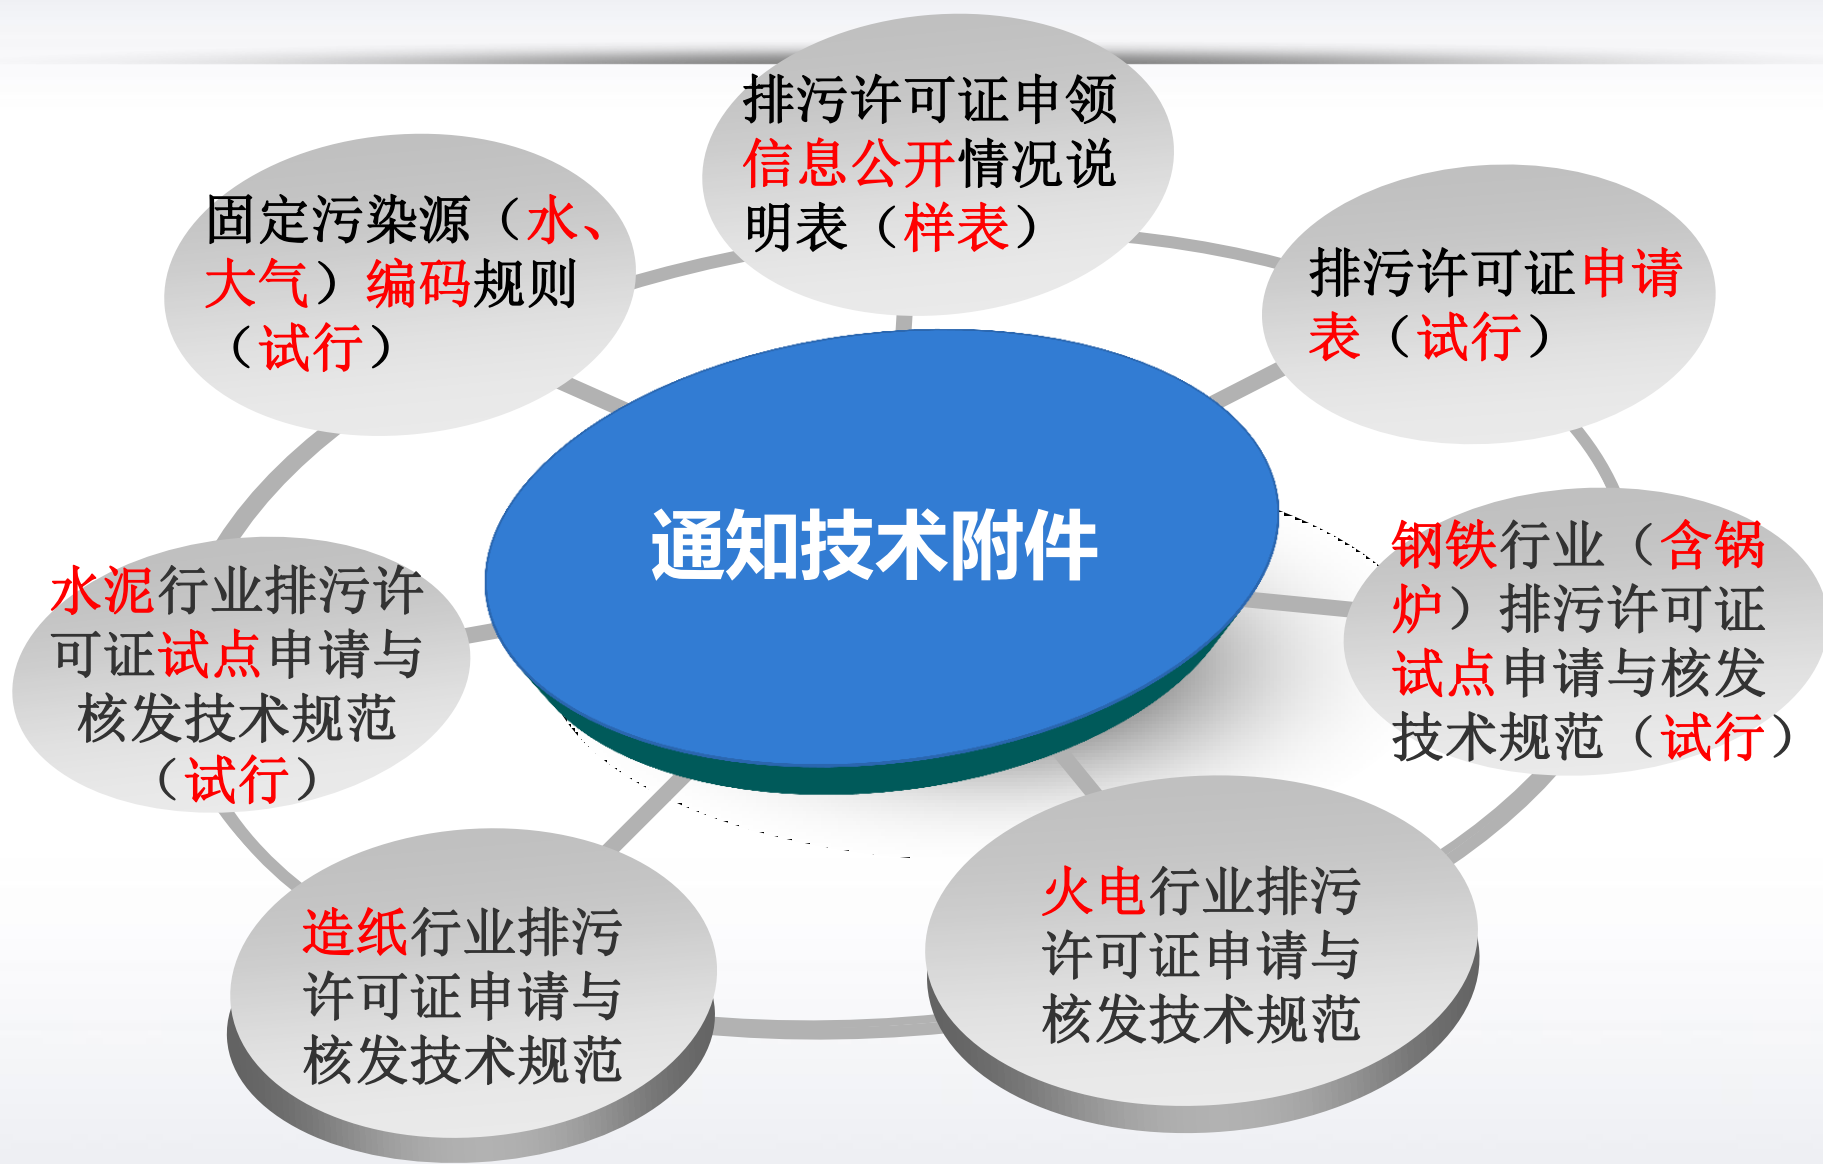 排污许可证申领
信息公开情况说
明表（样表）
固定污染源（水、
大气）编码规则
（试行）
排污许可证申请
表（试行）
通知技术附件
水泥行业排污许
可证试点申请与
核发技术规范
（试行）
钢铁行业（含锅
炉）排污许可证
试点申请与核发
技术规范（试行）
造纸行业排污
许可证申请与
核发技术规范
火电行业排污
许可证申请与
核发技术规范